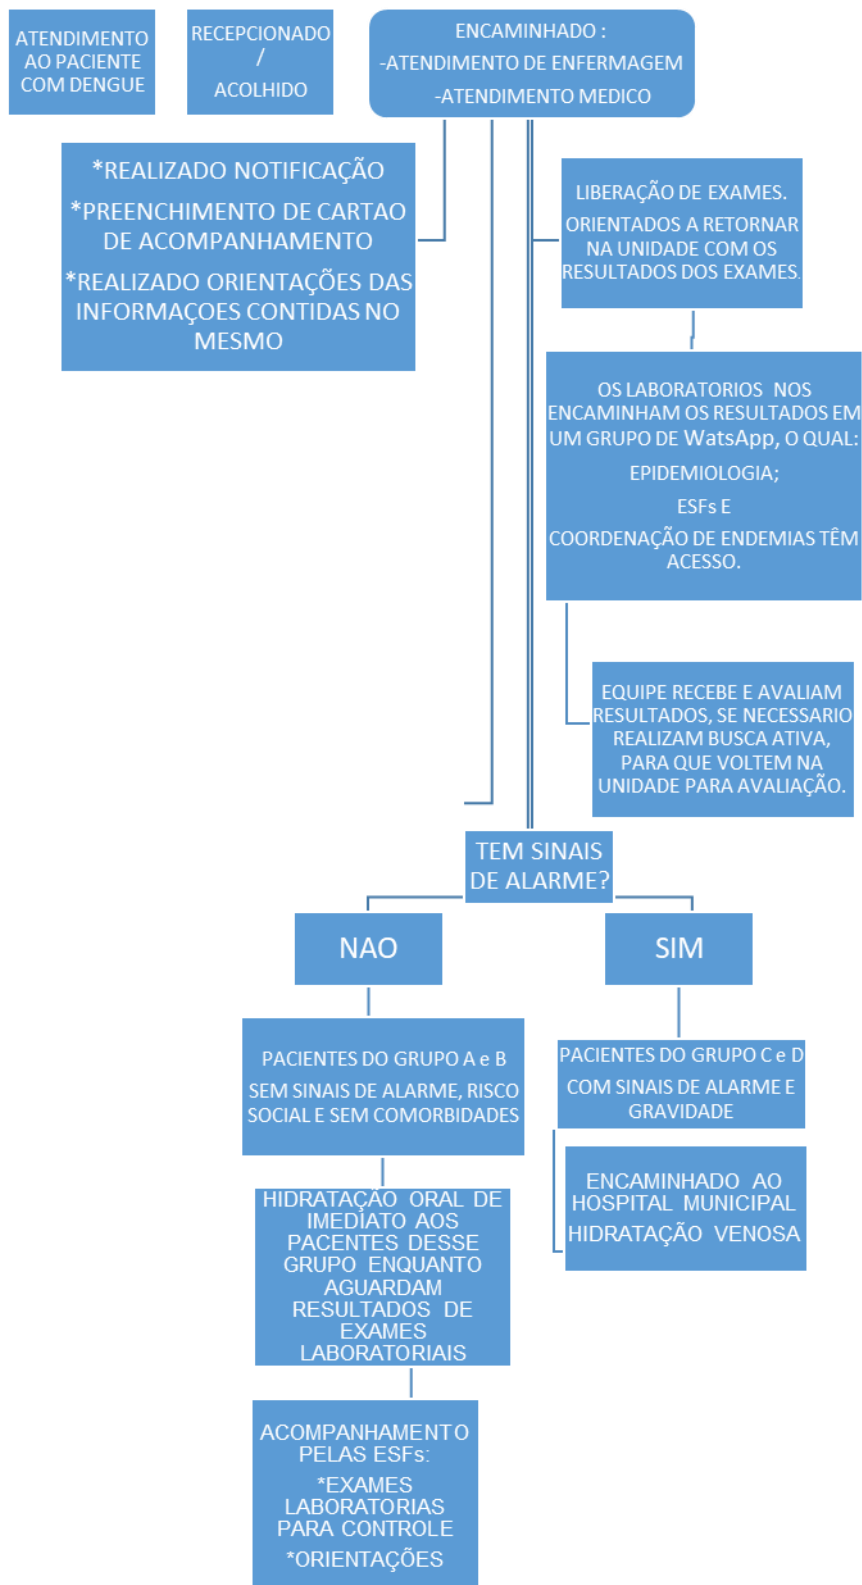 ATENDIMENTO
AO PACIENTE
COM DENGUE
RECEPCIONADO
/
ACOLHIDO
ENCAMINHADO :
-ATENDIMENTO DE ENFERMAGEM
-ATENDIMENTO MEDICO
*REALIZADO NOTIFICAÇÃO
*PREENCHIMENTO DE CARTAO
DE ACOMPANHAMENTO
*REALIZADO ORIENTAÇÕES DAS
INFORMAÇOES CONTIDAS NO
MESMO
LIBERAÇÃO DE EXAMES.
ORIENTADOS A RETORNAR
NA UNIDADE COM OS
RESULTADOS DOS EXAMES.
OS LABORATORIOS NOS
ENCAMINHAM OS RESULTADOS EM
UM GRUPO DE WatsApp, O QUAL:
EPIDEMIOLOGIA;
ESFs E
COORDENAÇÃO DE ENDEMIAS TÊM
ACESSO.
EQUIPE RECEBE E AVALIAM
RESULTADOS, SE NECESSARIO
REALIZAM BUSCA ATIVA,
PARA QUE VOLTEM NA
UNIDADE PARA AVALIAÇÃO.
TEM SINAIS
DE ALARME?
NAO
SIM
PACIENTES DO GRUPO A e B
SEM SINAIS DE ALARME, RISCO
SOCIAL E SEM COMORBIDADES
PACIENTES DO GRUPO C e D
COM SINAIS DE ALARME E
GRAVIDADE
ENCAMINHADO AO
HOSPITAL MUNICIPAL
HIDRATAÇÃO VENOSA
HIDRATAÇÃO ORAL DE
IMEDIATO AOS
PACENTES DESSE
GRUPO ENQUANTO
AGUARDAM
RESULTADOS DE
EXAMES
LABORATORIAIS
ACOMPANHAMENTO
PELAS ESFs:
*EXAMES
LABORATORIAS
PARA CONTROLE
*ORIENTAÇÕES